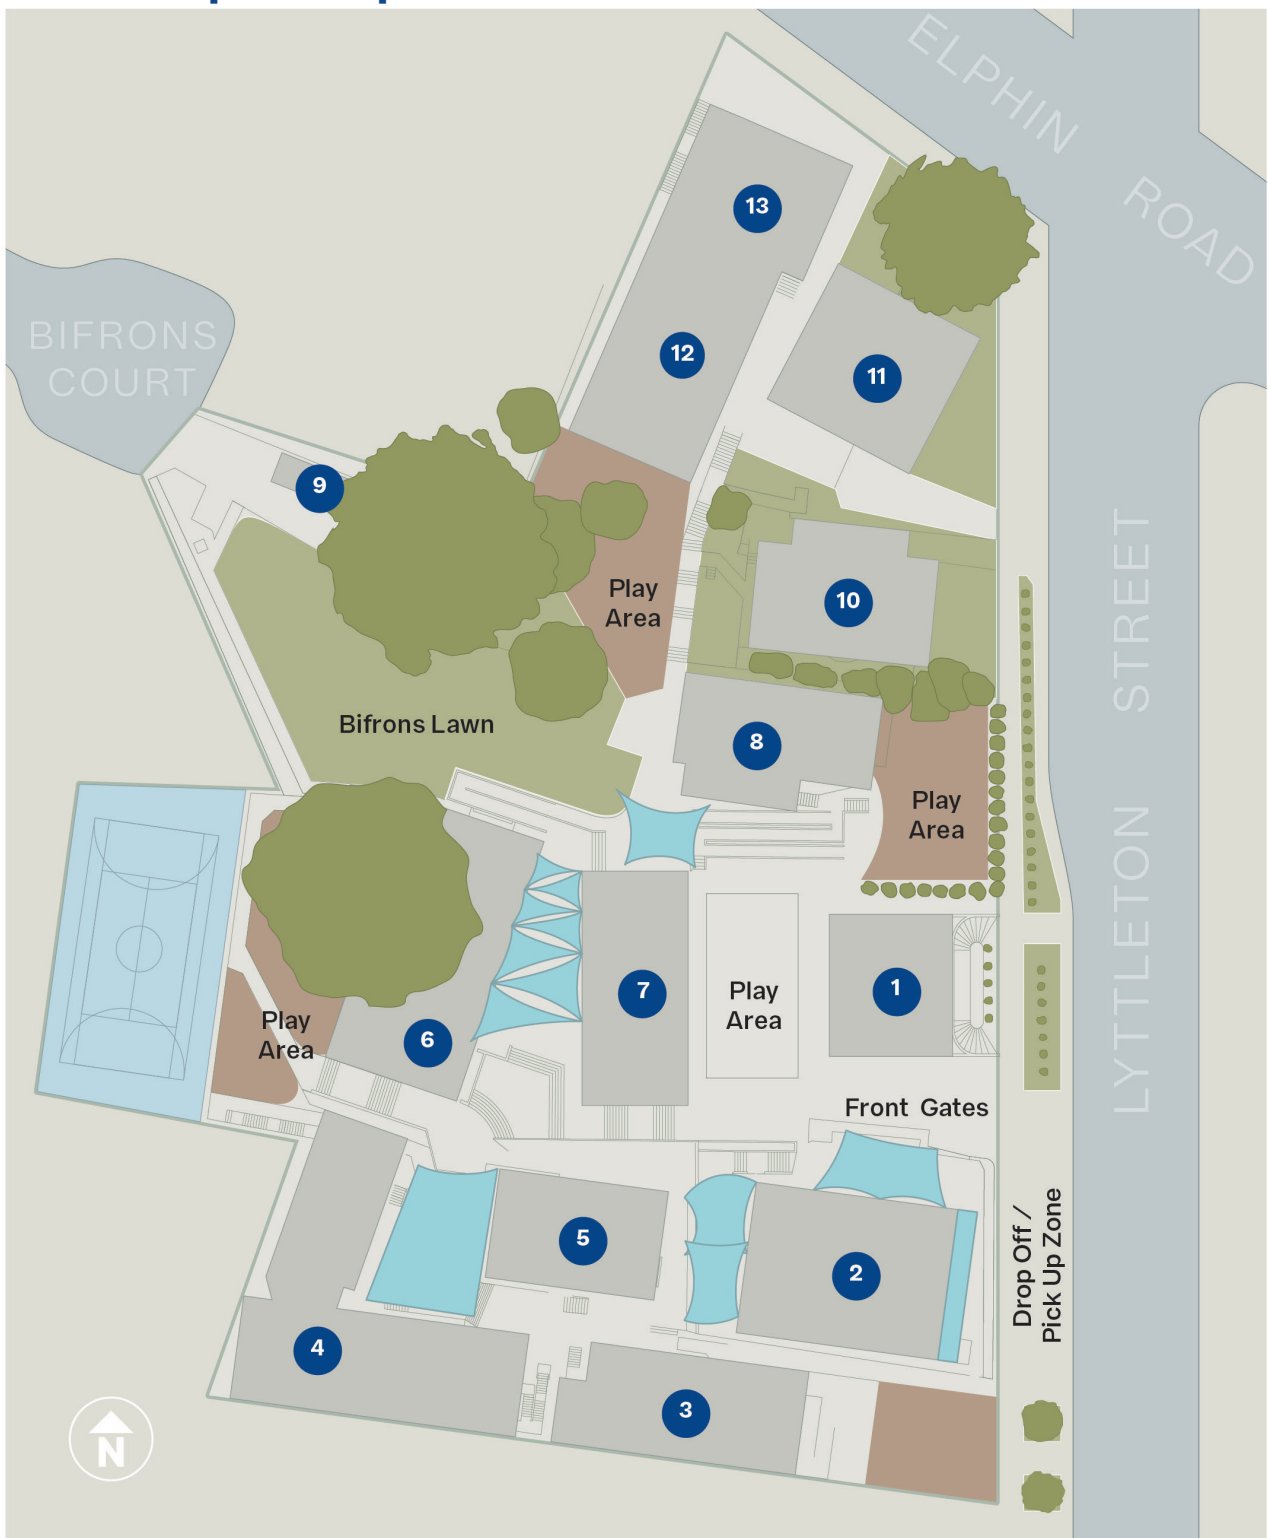 ELPHIN
ROAD
13
BIFRONS
COURT
12
11
9
Play
Area
10
Bifrons Lawn
8
Play
Area
LYTTLETON STREET
7
Play
Area
1
Play
Area
6
Front Gates
5
2
Drop Off /
Pick Up Zone
4
3
N